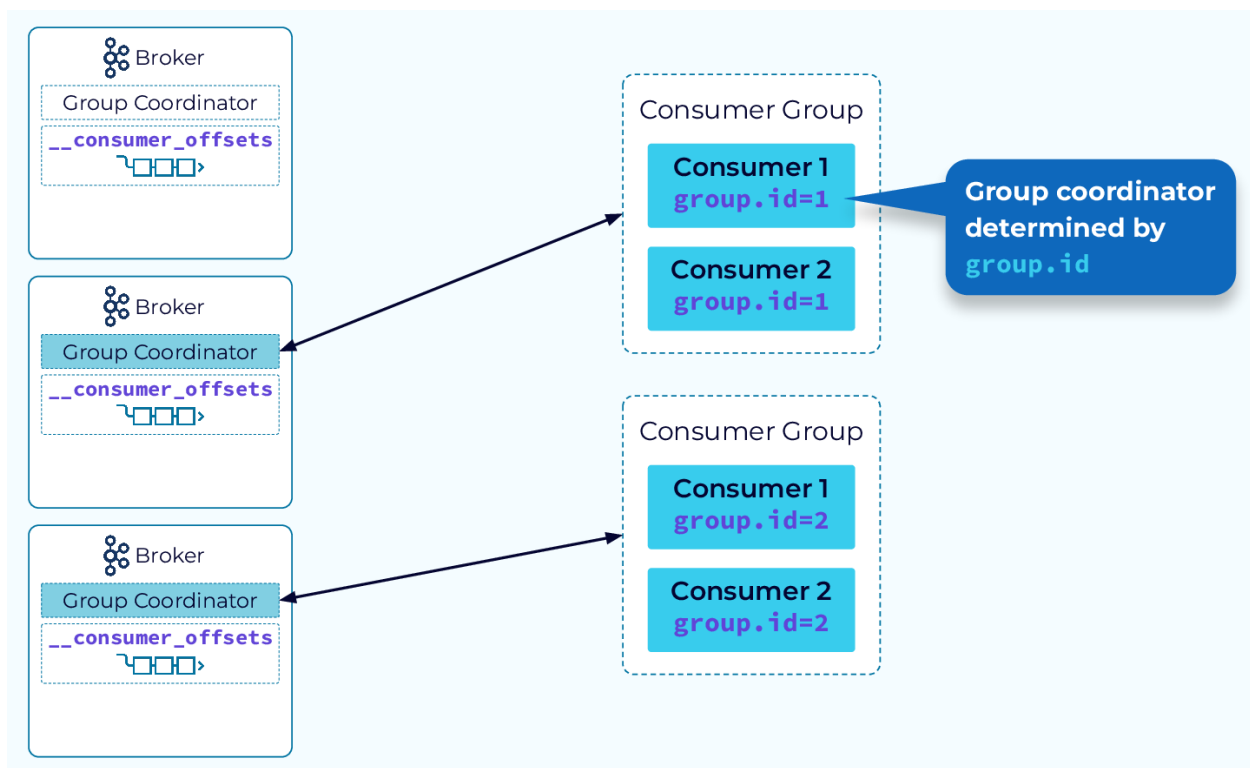 Broker
Group Coordinator
__consumer_offsets
Broker
Group Coordinator
__consumer_offsets
Broker
Group Coordinator
__consumer_offsets
Consumer Group
Consumer 1
group.id=1
Consumer 2
group.id=1
Group coordinator
determined by
group.id
Consumer Group
Consumer 1
group.id=2
Consumer 2
group.id=2